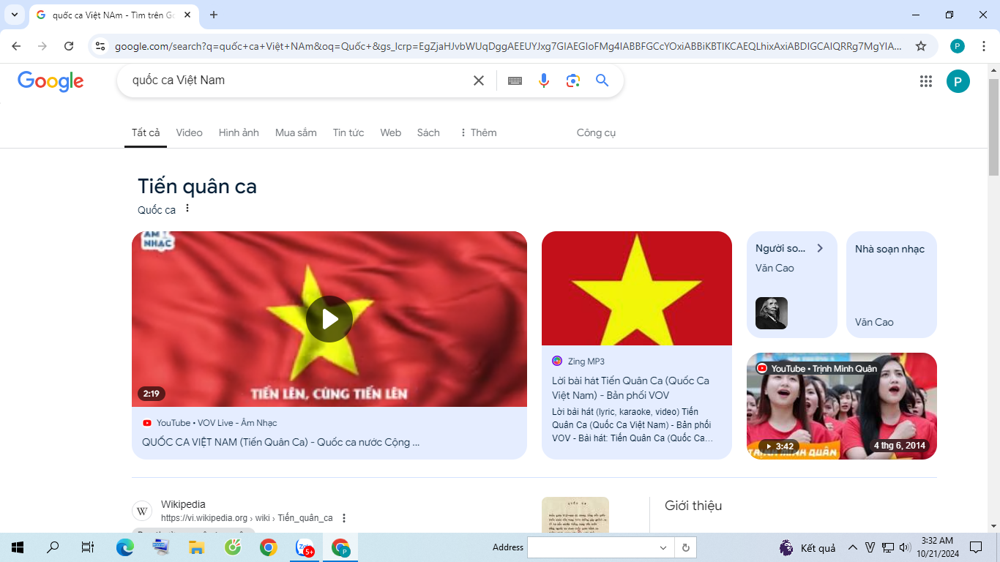 quốc ca Việt NAm - Tìm trên Go
google.com/search?q=quốc+ca+Việt+NAm&oq=Quốc+&gs_lcrp=EgZjaHJvbWUqDggAEEUYJxg7GIAEGIoFMg4IABBFGCcYOxiABBiKBTIKCAEQLhixAxiABDIGCAIQRRg7MgYIA...
P
Google
quốc ca Việt Nam
P
Tất cả
Video
Hình ảnh
Mua sắm
Tin tức
Web
Sách
Thêm
Công cụ
Tiến quân ca
Quốc ca
ÂM
NHẠC
TIẾN LÊN, CÙNG TIẾN LÊN
2:19
YouTube • VOV Live - Âm Nhạc
QUỐC CA VIỆT NAM (Tiến Quân Ca) - Quốc ca nước Cộng ...
Zing MP3
Lời bài hát Tiến Quân Ca (Quốc Ca
Việt Nam) - Bản phối VOV
Lời bài hát (lyric, karaoke, video) Tiến
Quân Ca (Quốc Ca Việt Nam) - Bản phối
VOV - Bài hát: Tiến Quân Ca (Quốc Ca...
Người so...
Văn Cao
Nhà soạn nhạc
Văn Cao
YouTube • Trịnh Minh Quân
3:42
4 thg 6, 2014
TRỊNH MINH QUÂN
W
Wikipedia
https://vi.wikipedia.org › wiki › Tiến_quân_ca
Giới thiệu
Zalo
5+
P
Address
Kết quả
V
3:32 AM
10/21/2024